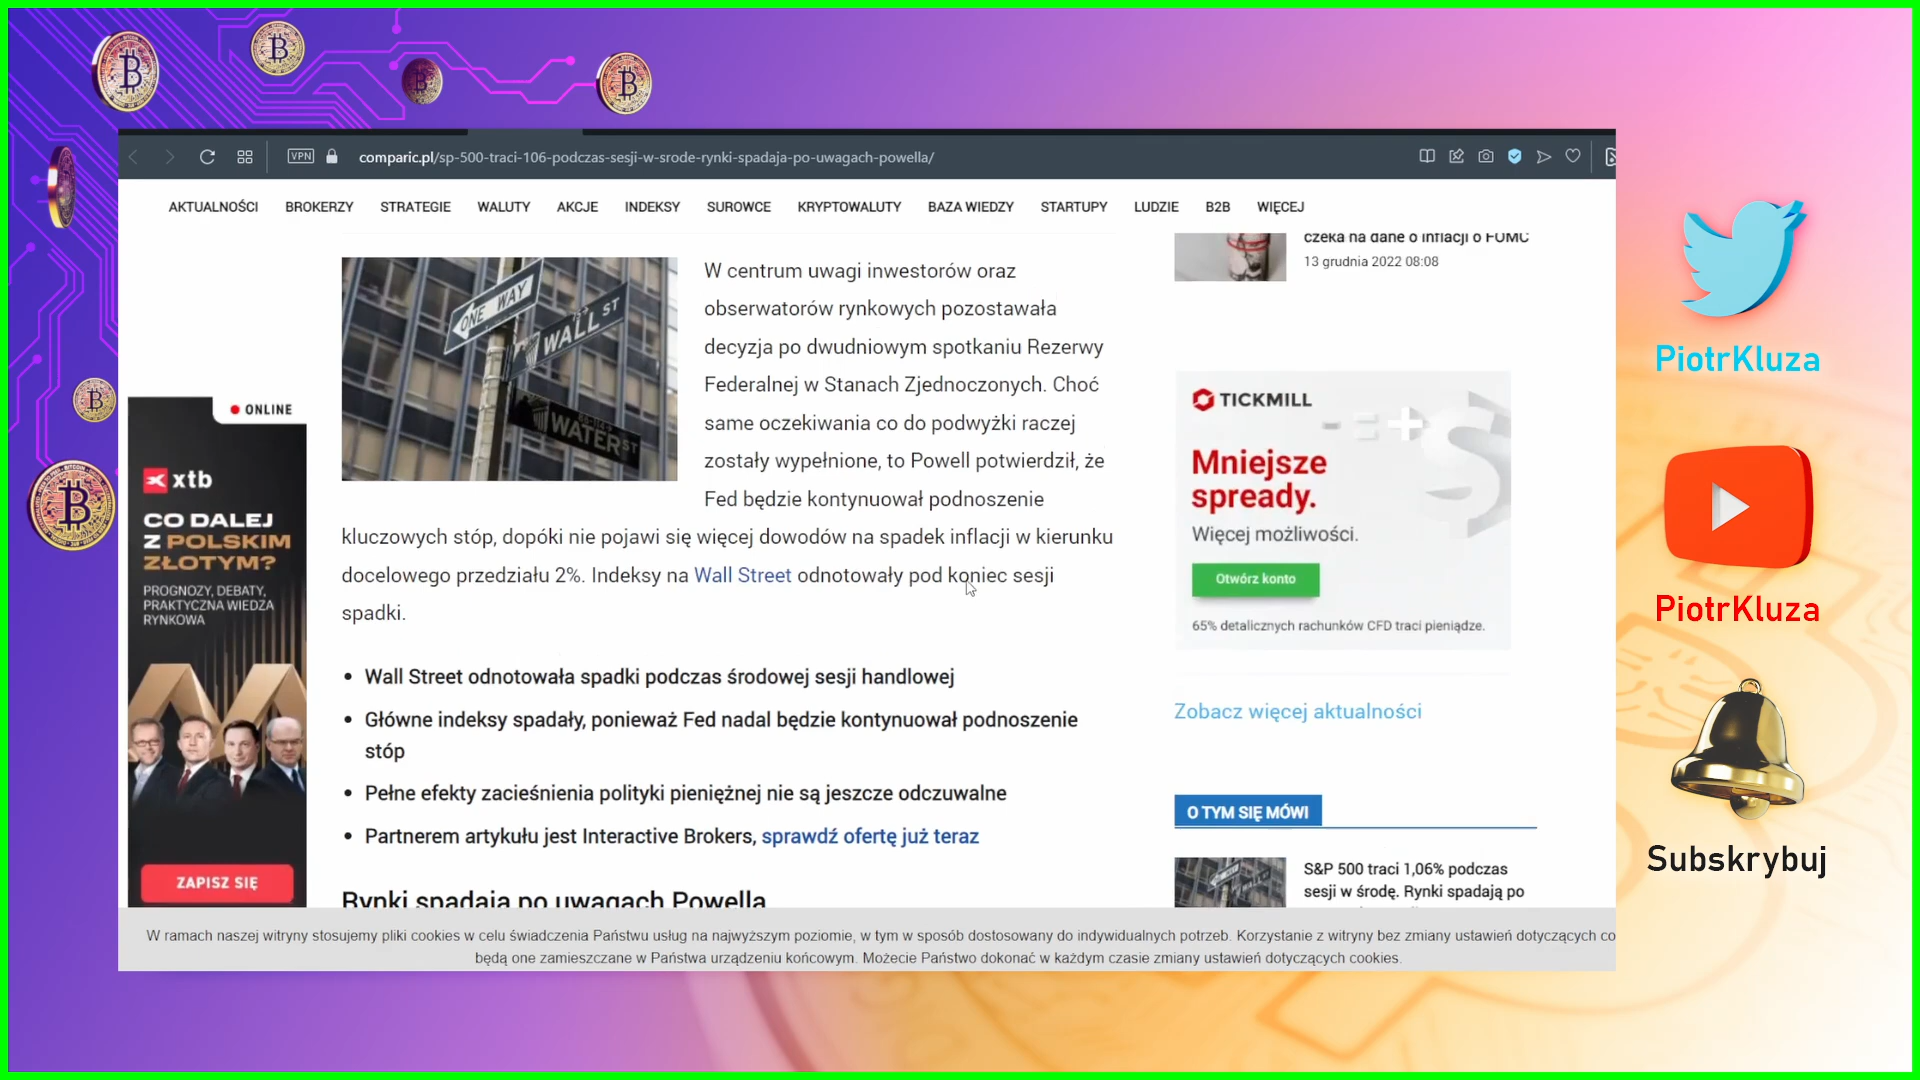 VPN
comparic.pl/sp-500-traci-106-podczas-sesji-w-srode-rynki-spadaja-po-uwagach-powella/
AKTUALNOŚCI BROKERZY STRATEGIE WALUTY AKCJE INDEKSY SUROWCE KRYPTOWALUTY BAZA WIEDZY STARTUPY LUDZIE B2B WIĘCEJ
ONE WAY
WALL ST
WATER ST
W centrum uwagi inwestorów oraz
obserwatorów rynkowych pozostawała
decyzja po dwudniowym spotkaniu Rezerwy
Federalnej w Stanach Zjednoczonych. Choć
same oczekiwania co do podwyżki raczej
zostały wypełnione, to Powell potwierdził, że
Fed będzie kontynuował podnoszenie
kluczowych stóp, dopóki nie pojawi się więcej dowodów na spadek inflacji w kierunku
docelowego przedziału 2%. Indeksy na Wall Street odnotowały pod koniec sesji
spadki.
• Wall Street odnotowała spadki podczas środowej sesji handlowej
• Główne indeksy spadały, ponieważ Fed nadal będzie kontynuował podnoszenie
stóp
• Pełne efekty zacieśnienia polityki pieniężnej nie są jeszcze odczuwalne
• Partnerem artykułu jest Interactive Brokers, sprawdź ofertę już teraz
Rynki spadają po uwagach Powella
ONLINE
xtb
CO DALEJ
Z POLSKIM
ZŁOTYM?
PROGNOZY, DEBATY,
PRAKTYCZNA WIEDZA
RYNKOWA
ZAPISZ SIĘ
czeka na dane o inflacji o FOMC
13 grudnia 2022 08:08
TICKMILL
Mniejsze
spready.
Więcej możliwości.
Otwórz konto
65% detalicznych rachunków CFD traci pieniądze.
Zobacz więcej aktualności
O TYM SIĘ MÓWI
S&P 500 traci 1,06% podczas
sesji w środę. Rynki spadają po
W ramach naszej witryny stosujemy pliki cookies w celu świadczenia Państwu usług na najwyższym poziomie, w tym w sposób dostosowany do indywidualnych potrzeb. Korzystanie z witryny bez zmiany ustawień dotyczących co
będą one zamieszczane w Państwa urządzeniu końcowym. Możecie Państwo dokonać w każdym czasie zmiany ustawień dotyczących cookies.
PiotrKluza
PiotrKluza
Subskrybuj